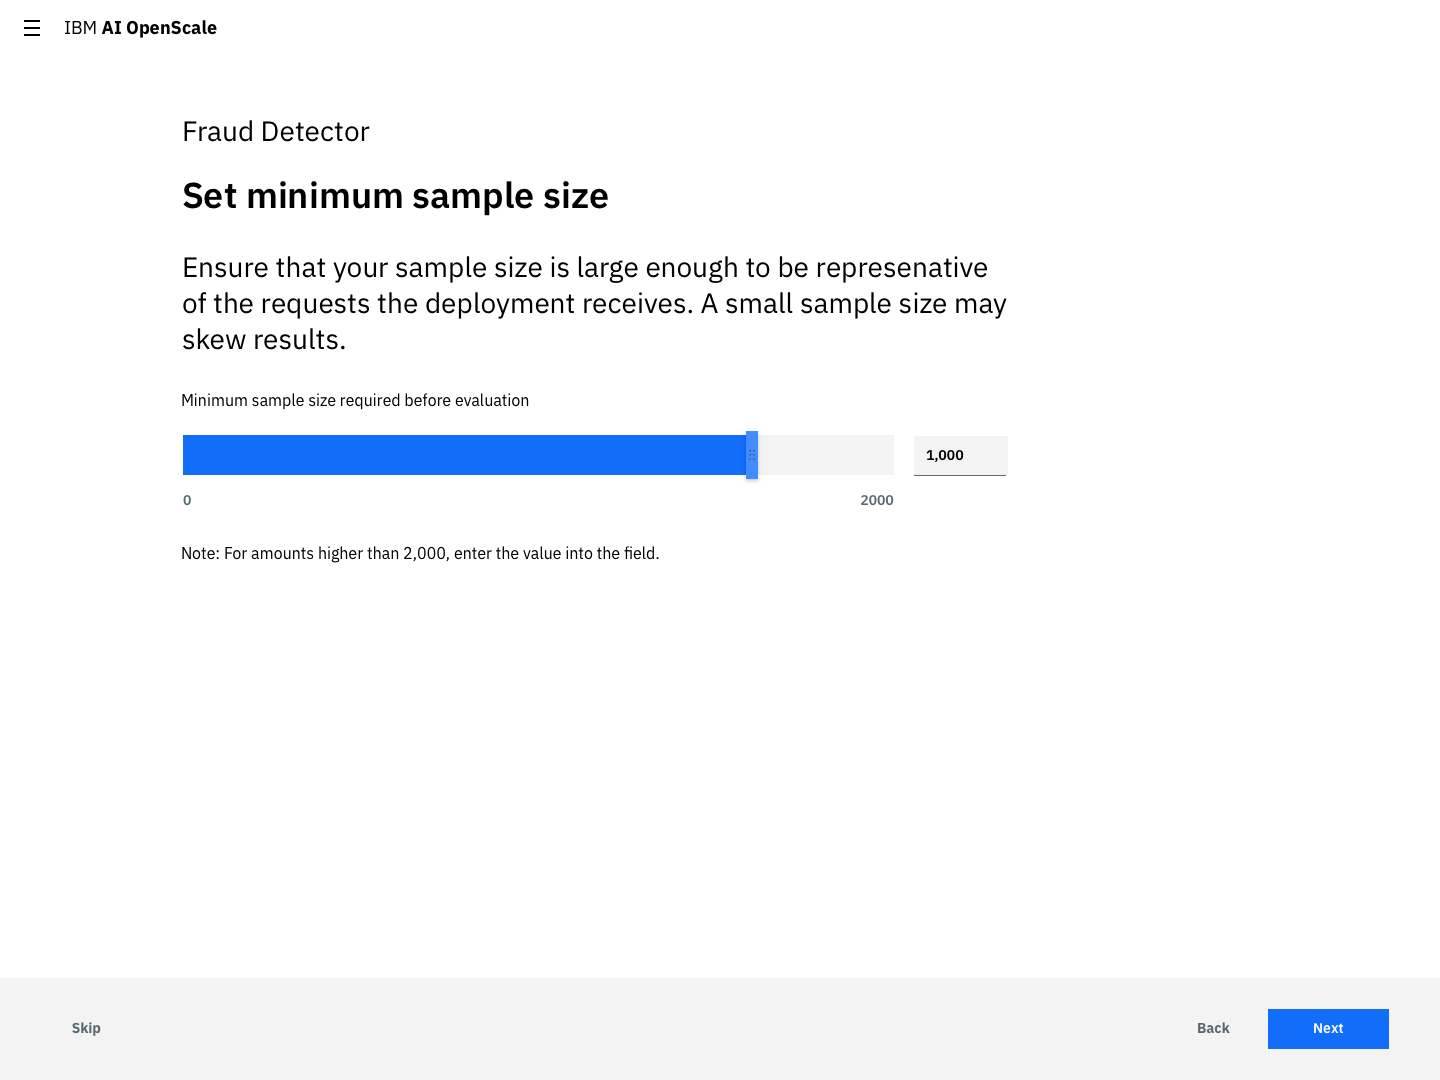 IBM AI OpenScale
Fraud Detector
Set minimum sample size
Ensure that your sample size is large enough to be represenative
of the requests the deployment receives. A small sample size may
skew results.
Minimum sample size required before evaluation
1,000
0 2000
Note: For amounts higher than 2,000, enter the value into the field.
Skip Back Next